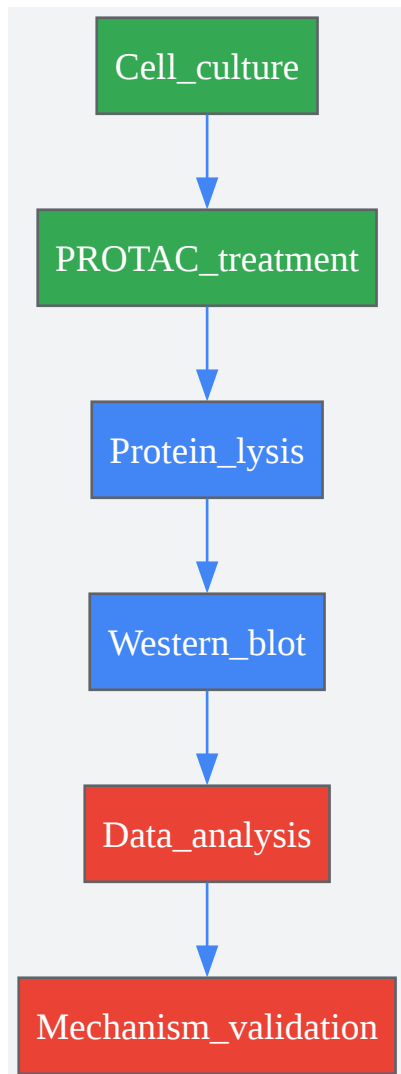 Cell_culture
PROTAC_treatment
Protein_lysis
Western_blot
Data_analysis
Mechanism_validation